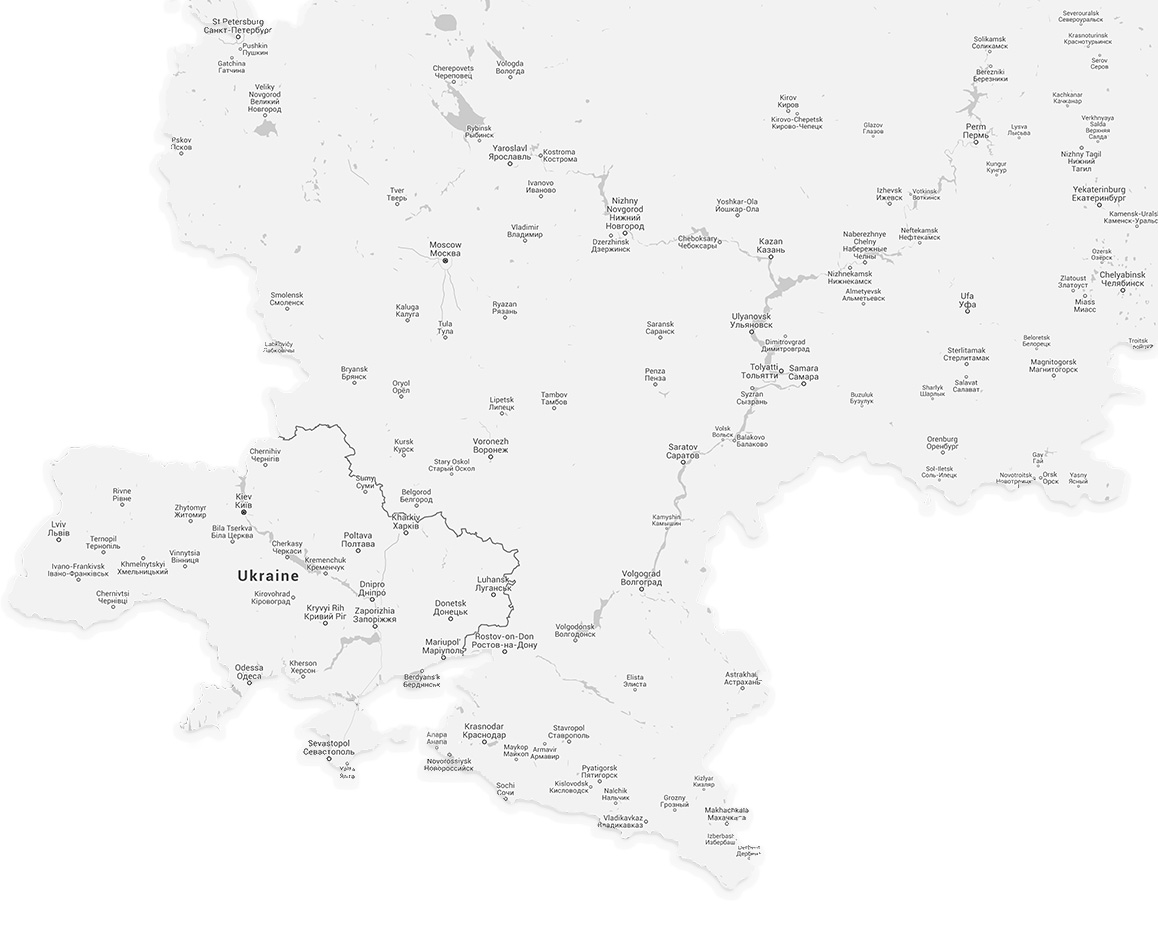 St Petersburg
Санкт-Петербург
Pushkin
Пушкин
Gatchina
Гатчина
Veliky
Novgorod
Великий
Новгород
Cherepovets
Череповец
Vologda
Вологда
Rybinsk
Рыбинск
Yaroslavl
Ярославль
Kostroma
Кострома
Kirov
Киров
Kirovo-Chepetsk
Кирово-Чепецк
Glazov
Глазов
Solikamsk
Соликамск
Berezniki
Березники
Severouralsk
Североуральск
Krasnoturinsk
Краснотурьинск
Serov
Серов
Kachkanar
Качканар
Verkhnyaya
Salda
Верхняя
Салда
Perm
Пермь
Lysva
Лысьва
Kungur
Кунгур
Nizhny Tagil
Нижний
Тагил
Yekaterinburg
Екатеринбург
Tver
Тверь
Ivanovo
Иваново
Vladimir
Владимир
Nizhny
Novgorod
Нижний
Новгород
Dzerzhinsk
Дзержинск
Yoshkar-Ola
Йошкар-Ола
Cheboksary
Чебоксары
Kazan
Казань
Izhevsk
Ижевск
Votkinsk
Воткинск
Neftekamsk
Нефтекамск
Naberezhnye
Chelny
Набережные
Челны
Nizhnekamsk
Нижнекамск
Almetyevsk
Альметьевск
Ozersk
Озёрск
Zlatoust
Златоуст
Chelyabinsk
Челябинск
Miass
Миасс
Moscow
Москва
Smolensk
Смоленск
Kaluga
Калуга
Tula
Тула
Ryazan
Рязань
Saransk
Саранск
Ulyanovsk
Ульяновск
Dimitrovgrad
Димитровград
Ufa
Уфа
Sterlitamak
Стерлитамак
Beloretsk
Белорецк
Magnitogorsk
Магнитогорск
Troitsk
Bryansk
Брянск
Oryol
Орёл
Lipetsk
Липецк
Tambov
Тамбов
Penza
Пенза
Tolyatti
Тольятти
Samara
Самара
Syzran
Сызрань
Buzuluk
Бузулук
Sharlyk
Шарлык
Salavat
Салават
Chernihiv
Чернігів
Kursk
Курск
Stary Oskol
Старый Оскол
Voronezh
Воронеж
Saratov
Саратов
Volsk
Вольск
Balakovo
Балаково
Orenburg
Оренбург
Sol-Iletsk
Соль-Илецк
Gay
Гай
Novotroitsk
Новотроицк
Orsk
Орск
Yasny
Ясный
Rivne
Рівне
Zhytomyr
Житомир
Kiev
Київ
Sumy
Суми
Belgorod
Белгород
Kharkiv
Харків
Kamyshin
Камышин
Lviv
Львів
Ternopil
Тернопіль
Bila Tserkva
Біла Церква
Ivano-Frankivsk
Івано-Франківськ
Khmelnytskyi
Хмельницький
Vinnytsia
Вінниця
Cherkasy
Черкаси
Kremenchuk
Кременчук
Poltava
Полтава
Ukraine
Chernivtsi
Чернівці
Kirovohrad
Кіровоград
Dnipro
Дніпро
Kryvyi Rih
Кривий Ріг
Zaporizhia
Запоріжжя
Donetsk
Донецьк
Luhansk
Луганськ
Volgograd
Волгоград
Mariupol'
Маріуполь
Rostov-on-Don
Ростов-на-Дону
Volgodonsk
Волгодонск
Odessa
Одеса
Kherson
Херсон
Berdyans'k
Бердянськ
Elista
Элиста
Astrakhan
Астрахань
Sevastopol
Севастополь
Anapa
Анапа
Krasnodar
Краснодар
Novorossiysk
Новороссийск
Maykop
Майкоп
Armavir
Армавир
Stavropol
Ставрополь
Sochi
Сочи
Pyatigorsk
Пятигорск
Kislovodsk
Кисловодск
Nalchik
Нальчик
Vladikavkaz
Владикавказ
Grozny
Грозный
Kizlyar
Кизляр
Makhachkala
Махачкала
Izberbash
Избербаш